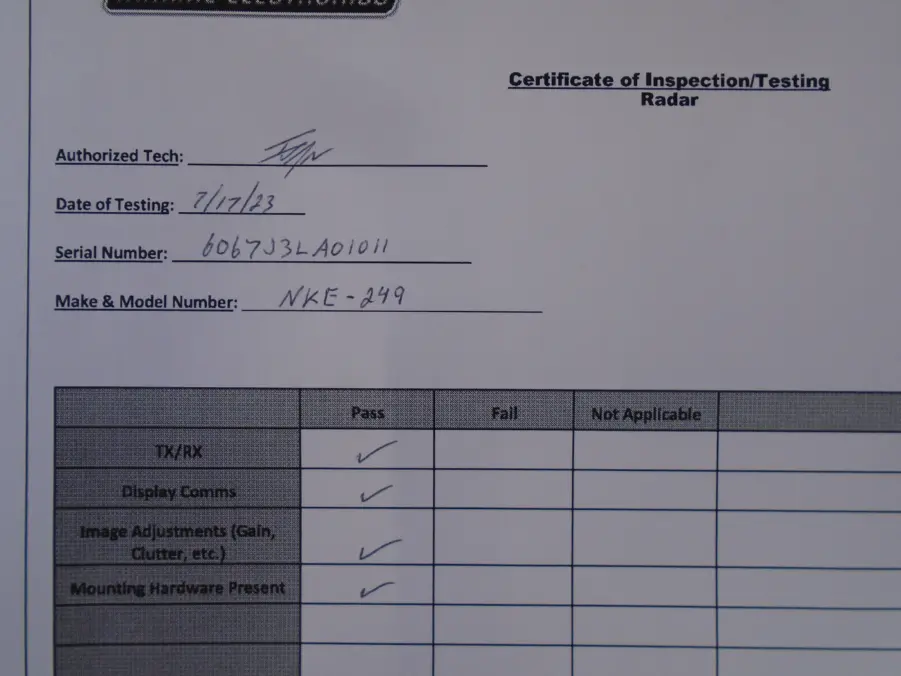 Certificate of Inspection/Testing
Radar
Authorized Tech:
Date of Testing: 7/17/23
Serial Number: 6067J3LA01011
Make & Model Number: NKE-249
Pass Fail Not Applicable
TX/RX ✓
Display Comms ✓
Image Adjustments (Gain,
Clutter, etc.) ✓
Mounting Hardware Present ✓